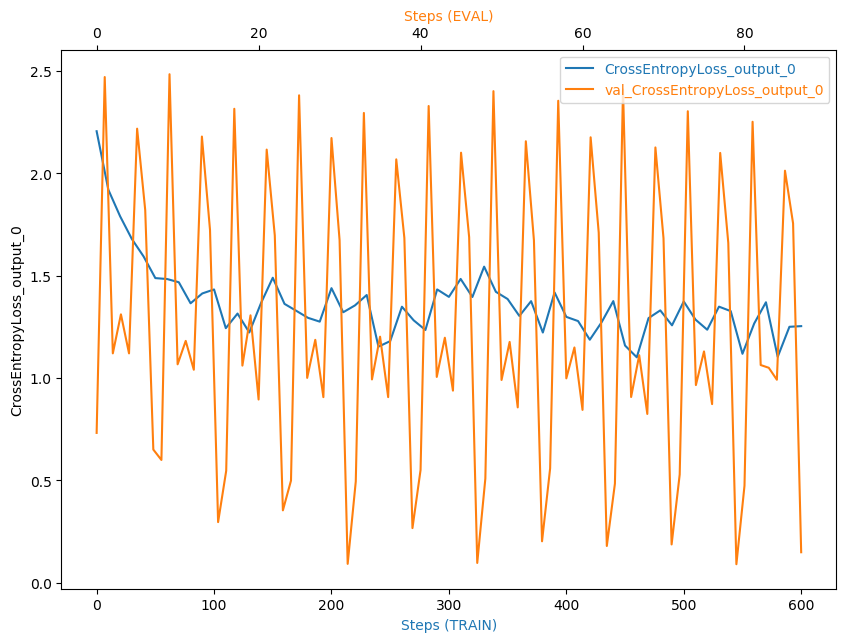 Steps (EVAL)
0 20 40 60 80
CrossEntropyLoss_output_0
val_CrossEntropyLoss_output_0
CrossEntropyLoss_output_0
2.5
2.0
1.5
1.0
0.5
0.0
0 100 200 300 400 500 600
Steps (TRAIN)